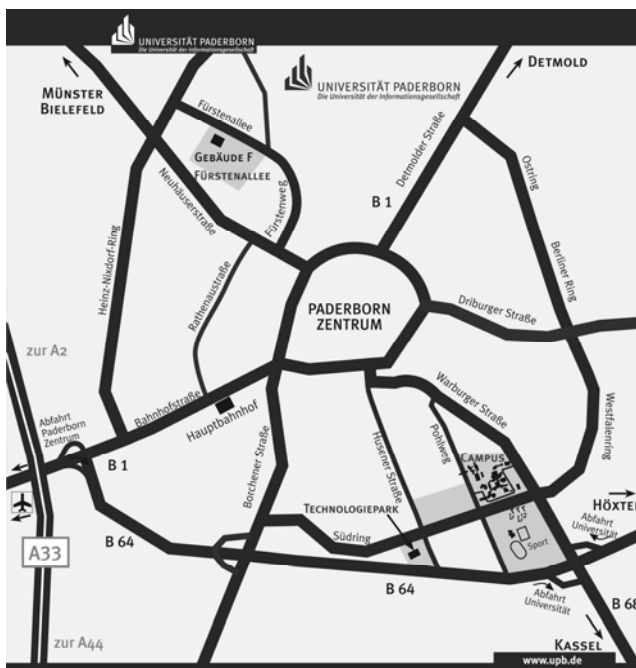 UNIVERSITÄT PADERBORN
Die Universität der Informationsgesellschaft
UNIVERSITÄT PADERBORN
Die Universität der Informationsgesellschaft
DETMOLD
MÜNSTER
BIELEFELD
Fürstenallee
GEBÄUDE F
FÜRSTENALLEE
Neuhäuserstraße
Fürstenweg
Detmolder Straße
B 1
Ostring
Berliner Ring
Heinz-Nixdorf-Ring
Rathenaustraße
PADERBORN
ZENTRUM
Driburger Straße
zur A2
Abfahrt
Paderborn
Zentrum
Bahnhofstraße
Hauptbahnhof
Warburger Straße
Westfalenring
B 1
Borchener Straße
Husener Straße
Pohlweg
CAMPUS
TECHNOLOGIEPARK
HÖXTE
Abfahrt
Universität
A33
B 64
Südring
Sport
B 64
Abfahrt
Universität
B 68
zur A44
KASSEL
www.upb.de